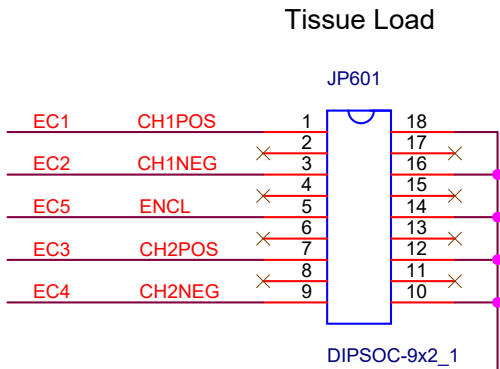 Tissue Load
JP601
EC1 CH1POS 1 18
2 17
EC2 CH1NEG 3 16
4 15
EC5 ENCL 5 14
6 13
EC3 CH2POS 7 12
8 11
EC4 CH2NEG 9 10
DIPSOC-9x2_1